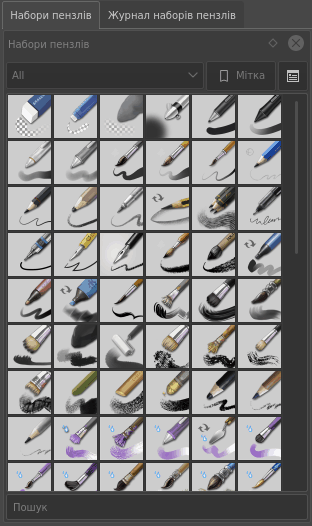 Набори пензлів
Журнал наборів пензлів
Набори пензлів
All
Мітка
Пошук